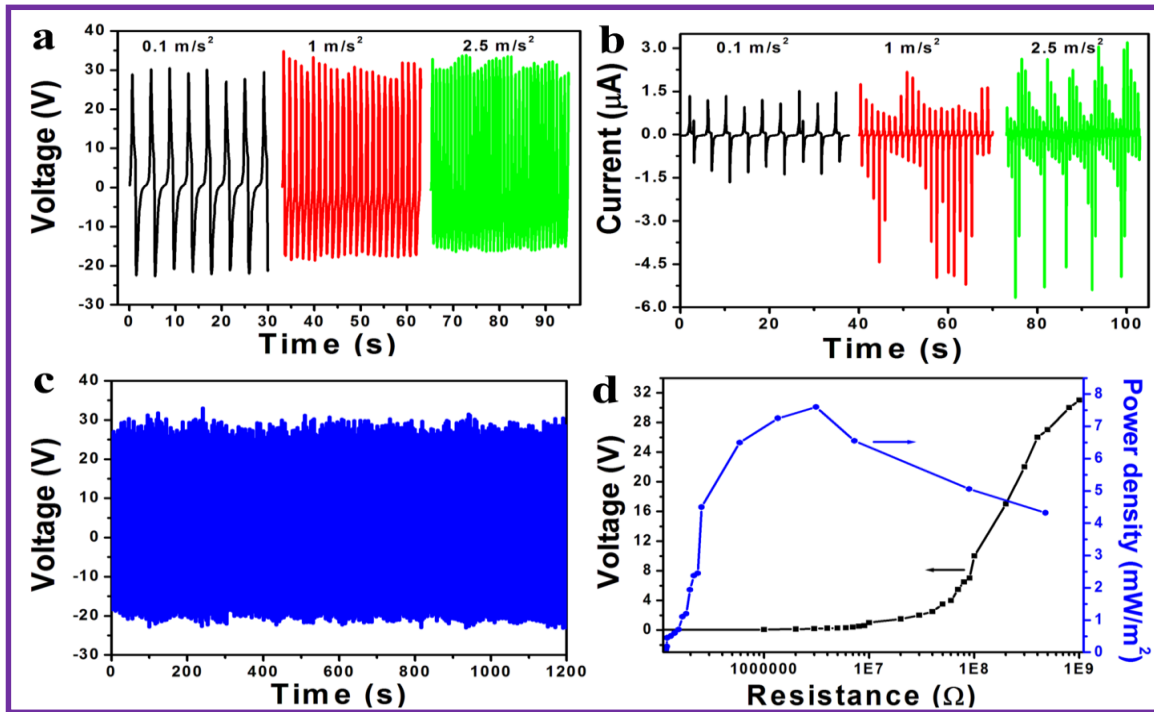 a
0.1 m/s²
1 m/s²
2.5 m/s²
40
30
20
10
0
-10
-20
-30
Voltage (V)
0 10 20 30 40 50 60 70 80 90
Time (s)
b
0.1 m/s²
1 m/s²
2.5 m/s²
3.0
1.5
0.0
-1.5
-3.0
-4.5
-6.0
Current (μA)
0 20 40 60 80 100
Time (s)
c
40
30
20
10
0
-10
-20
-30
Voltage (V)
0 200 400 600 800 1000 1200
Time (s)
d
32
28
24
20
16
12
8
4
0
Voltage (V)
8
7
6
5
4
3
2
1
0
Power density (mW/m²)
1000000 1E7 1E8 1E9
Resistance (Ω)